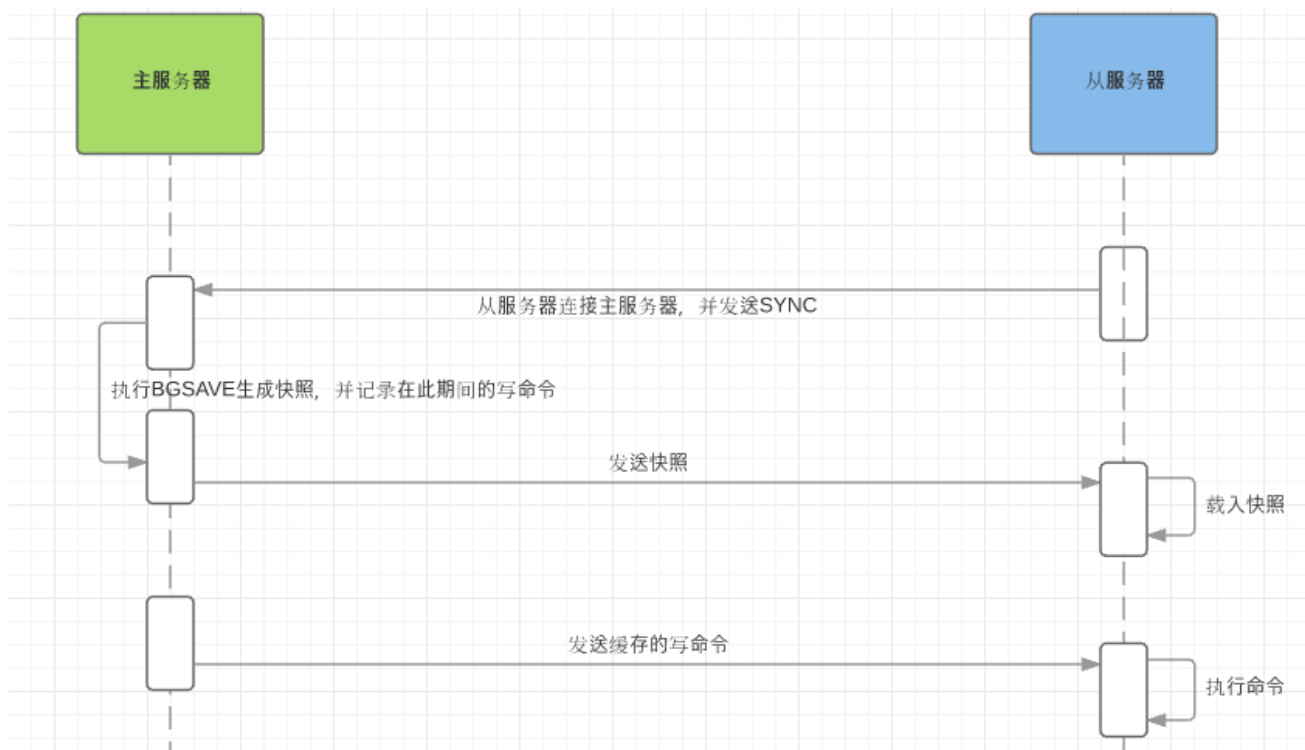 主服务器
从服务器
从服务器连接主服务器，并发送SYNC
执行BGSAVE生成快照，并记录在此期间的写命令
发送快照
载入快照
发送缓存的写命令
执行命令